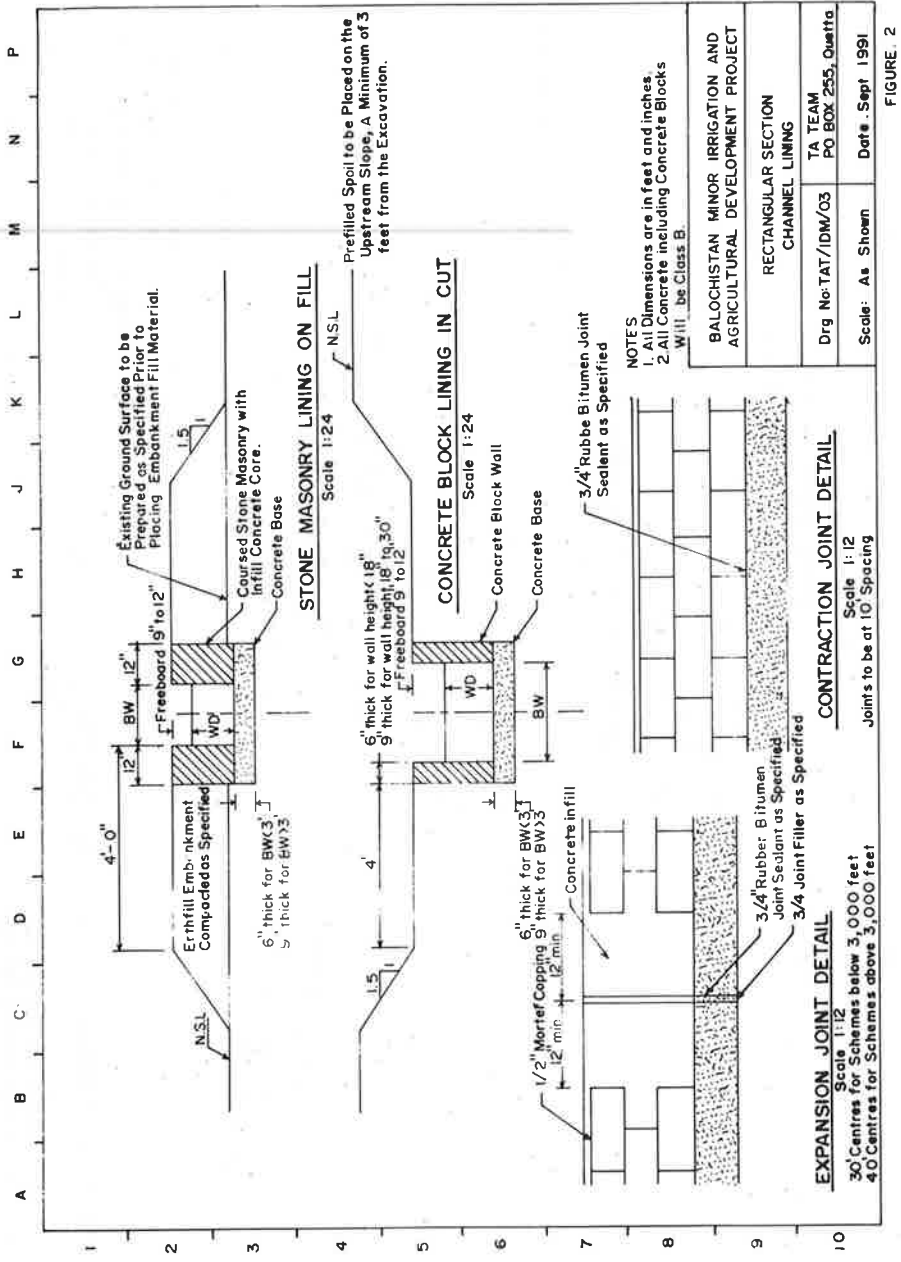 A B C D E F G H J K L M N P
1
2
3
4
5
6
7
8
9
10
4'-0"
12"
BW
12"
Freeboard 9" to 12"
WD
Existing Ground Surface to be
Prepared as Specified Prior to
Placing Embankment Fill Material.
1.5
1
N.S.L
Erthfill Emb nkment
Compacled as Specified
Coursed Stone Masonry with
Infill Concrete Core.
Concrete Base
6" thick for BW<3'
thick for BW>3'
STONE MASONRY LINING ON FILL
Scale 1:24
N.S.L
Prefilled Spoil to be Placed on the
Upstream Slope, A Minimum of 3
feet from the Excavation.
6" thick for wall height < 18"
9" thick for wall height 18" to 30"
Freeboard 9" to 12"
4'
1.5
1
WD
BW
Concrete Block Wall
Concrete Base
6" thick for BW<3'
9" thick for BW>3'
CONCRETE BLOCK LINING IN CUT
Scale 1:24
1/2" Mortef Copping
12" min
12" min
Concrete infill
3/4" Rubber Bitumen
Joint Sealant as Specified
3/4 Joint Filler as Specified
EXPANSION JOINT DETAIL
Scale 1:12
30' Centres for Schemes below 3,000 feet
40' Centres for Schemes above 3,000 feet
3/4" Rubbe Bitumen Joint
Sealent as Specified
CONTRACTION JOINT DETAIL
Scale 1:12
Joints to be at 10' Spacing
NOTES
1. All Dimensions are in feet and inches.
2. All Concrete including Concrete Blocks
Will be Class B.
BALOCHISTAN MINOR IRRIGATION AND
AGRICULTURAL DEVELOPMENT PROJECT
RECTANGULAR SECTION
CHANNEL LINING
Drg No: TAT/IDM/03
TA TEAM
PO BOX 255, Quetta
Scale: As Shown
Date. Sept 1991
FIGURE. 2